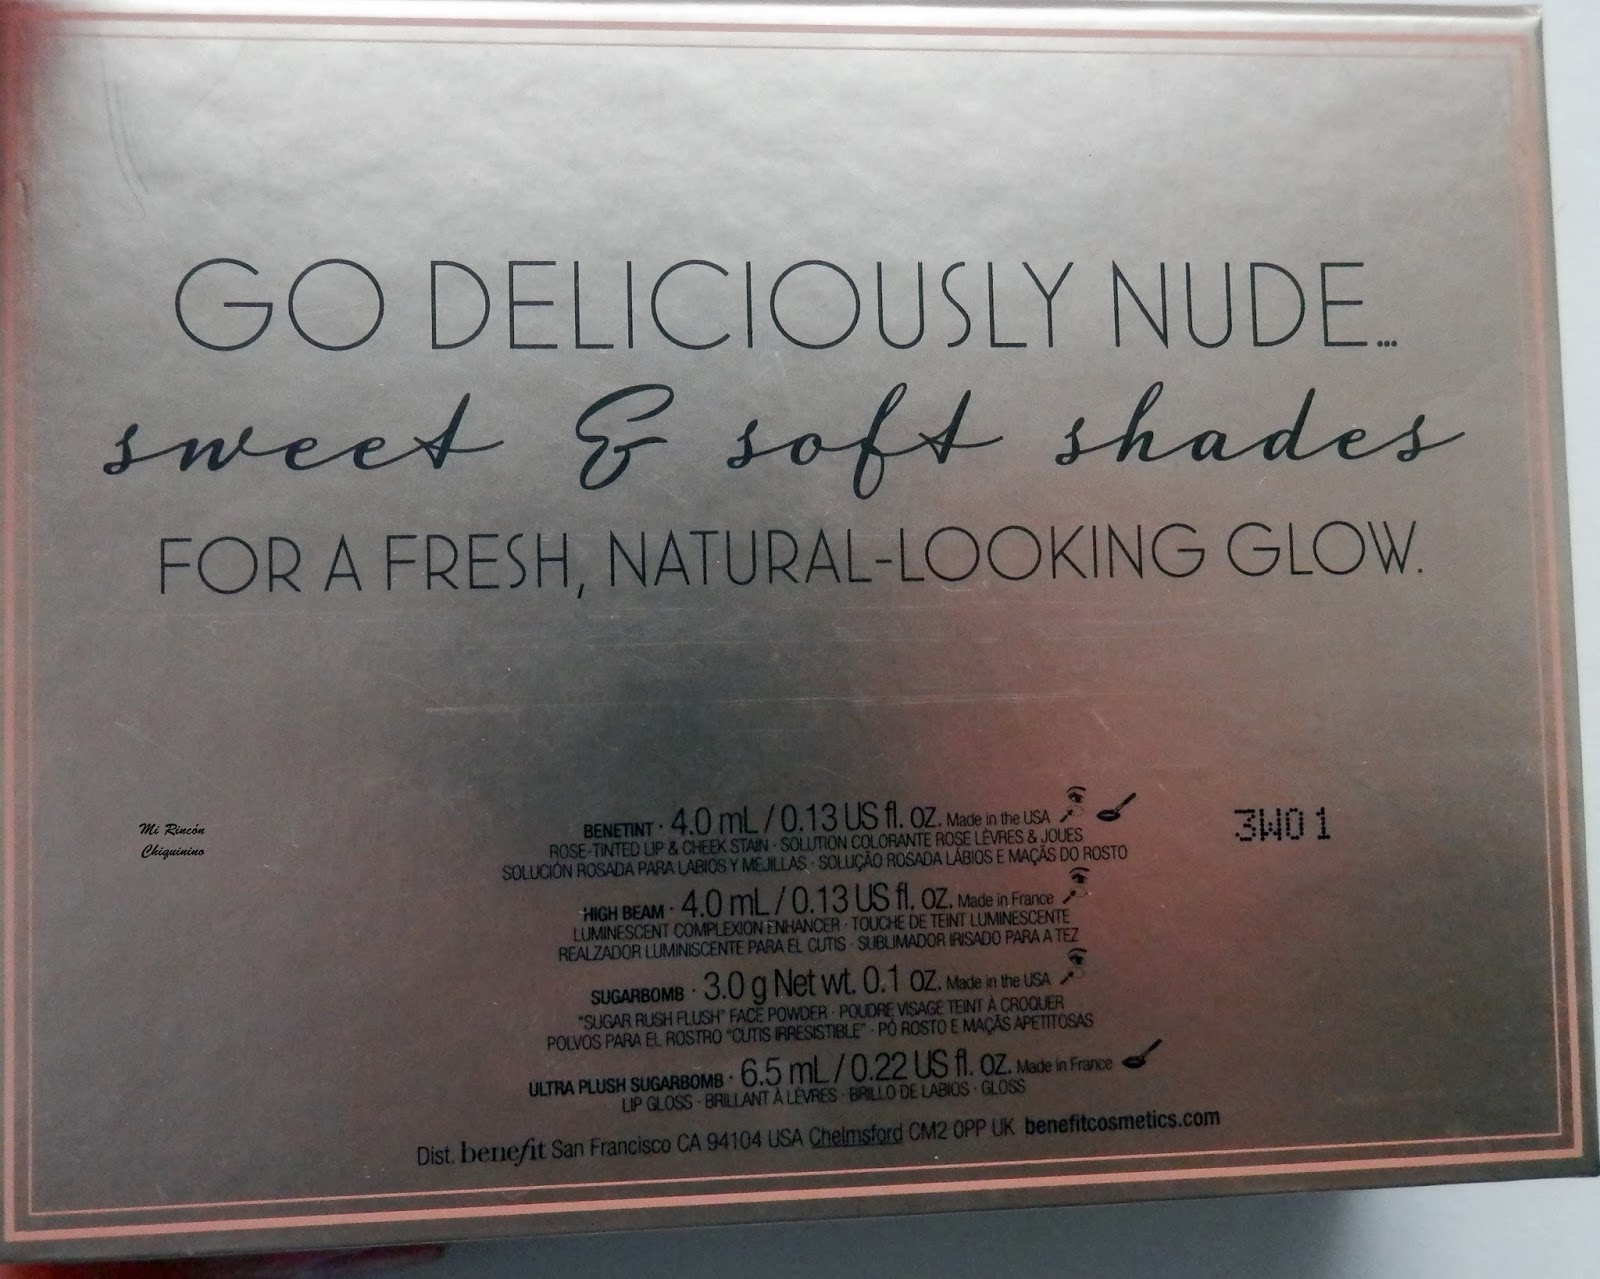 GO DELICIOUSLY NUDE...
sweet & soft shades
FOR A FRESH, NATURAL-LOOKING GLOW.
Mi Rincón
Chiquinino
BENETINT · 4.0 mL / 0.13 US fl. oz. Made in the USA
ROSE-TINTED LIP & CHEEK STAIN · SOLUTION COLORANTE ROSE LÈVRES & JOUES
SOLUCIÓN ROSADA PARA LABIOS Y MEJILLAS · SOLUÇÃO ROSADA LÁBIOS E MAÇÃS DO ROSTO
3W01
HIGH BEAM · 4.0 mL / 0.13 US fl. oz. Made in France
LUMINESCENT COMPLEXION ENHANCER · TOUCHE DE TEINT LUMINESCENTE
REALZADOR LUMINISCENTE PARA EL CUTIS · SUBLIMADOR IRISADO PARA A TEZ
SUGARBOMB · 3.0 g Net wt. 0.1 oz. Made in the USA
"SUGAR RUSH FLUSH" FACE POWDER · POUDRE VISAGE TEINT À CROQUER
POLVOS PARA EL ROSTRO "CUTIS IRRESISTIBLE" · PÓ ROSTO E MAÇÃS APETITOSAS
ULTRA PLUSH SUGARBOMB · 6.5 mL / 0.22 US fl. oz. Made in France
LIP GLOSS · BRILLANT À LÈVRES · BRILLO DE LABIOS · GLOSS
Dist. benefit San Francisco CA 94104 USA Chelmsford CM2 0PP UK benefitcosmetics.com